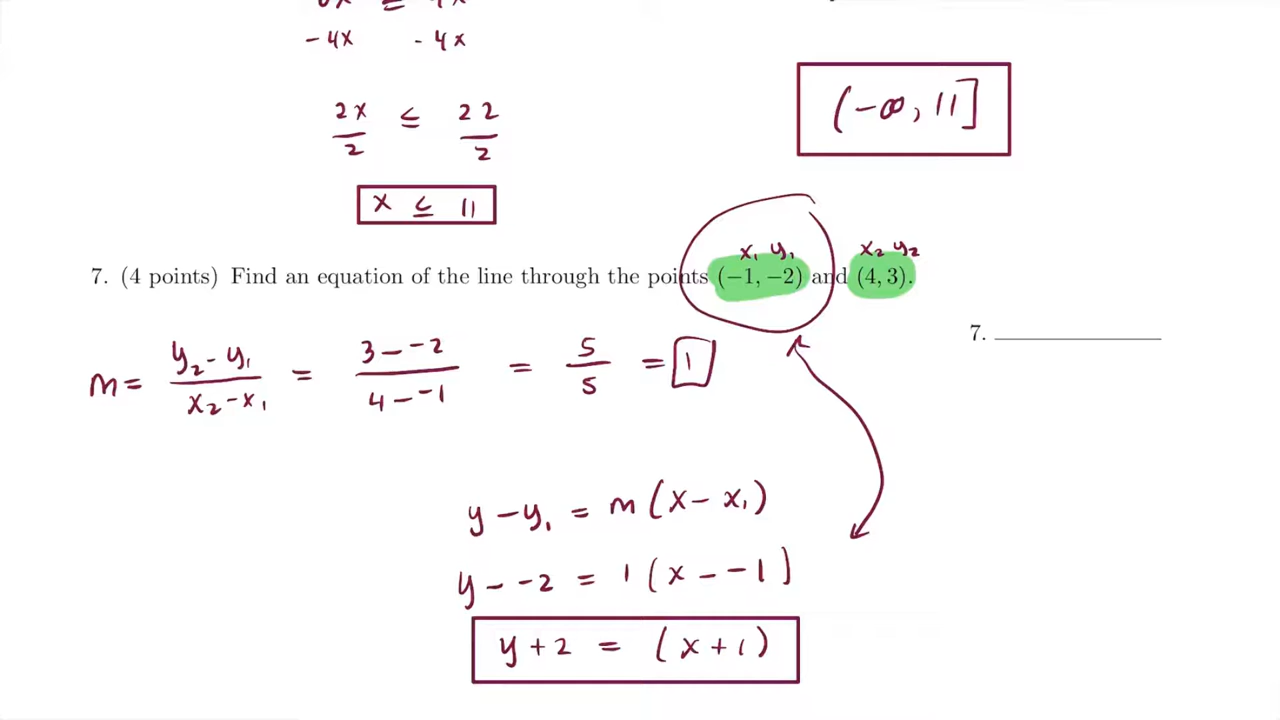 -4x -4x
2x/2 ≤ 22/2
x ≤ 11
(-∞, 11]
x₁ y₁ x₂ y₂
7. (4 points) Find an equation of the line through the points (−1, −2) and (4, 3).
7.
m = y₂-y₁/x₂-x₁ = 3--2/4--1 = 5/5 = 1
y-y₁ = m(x-x₁)
y--2 = 1(x--1)
y+2 = (x+1)